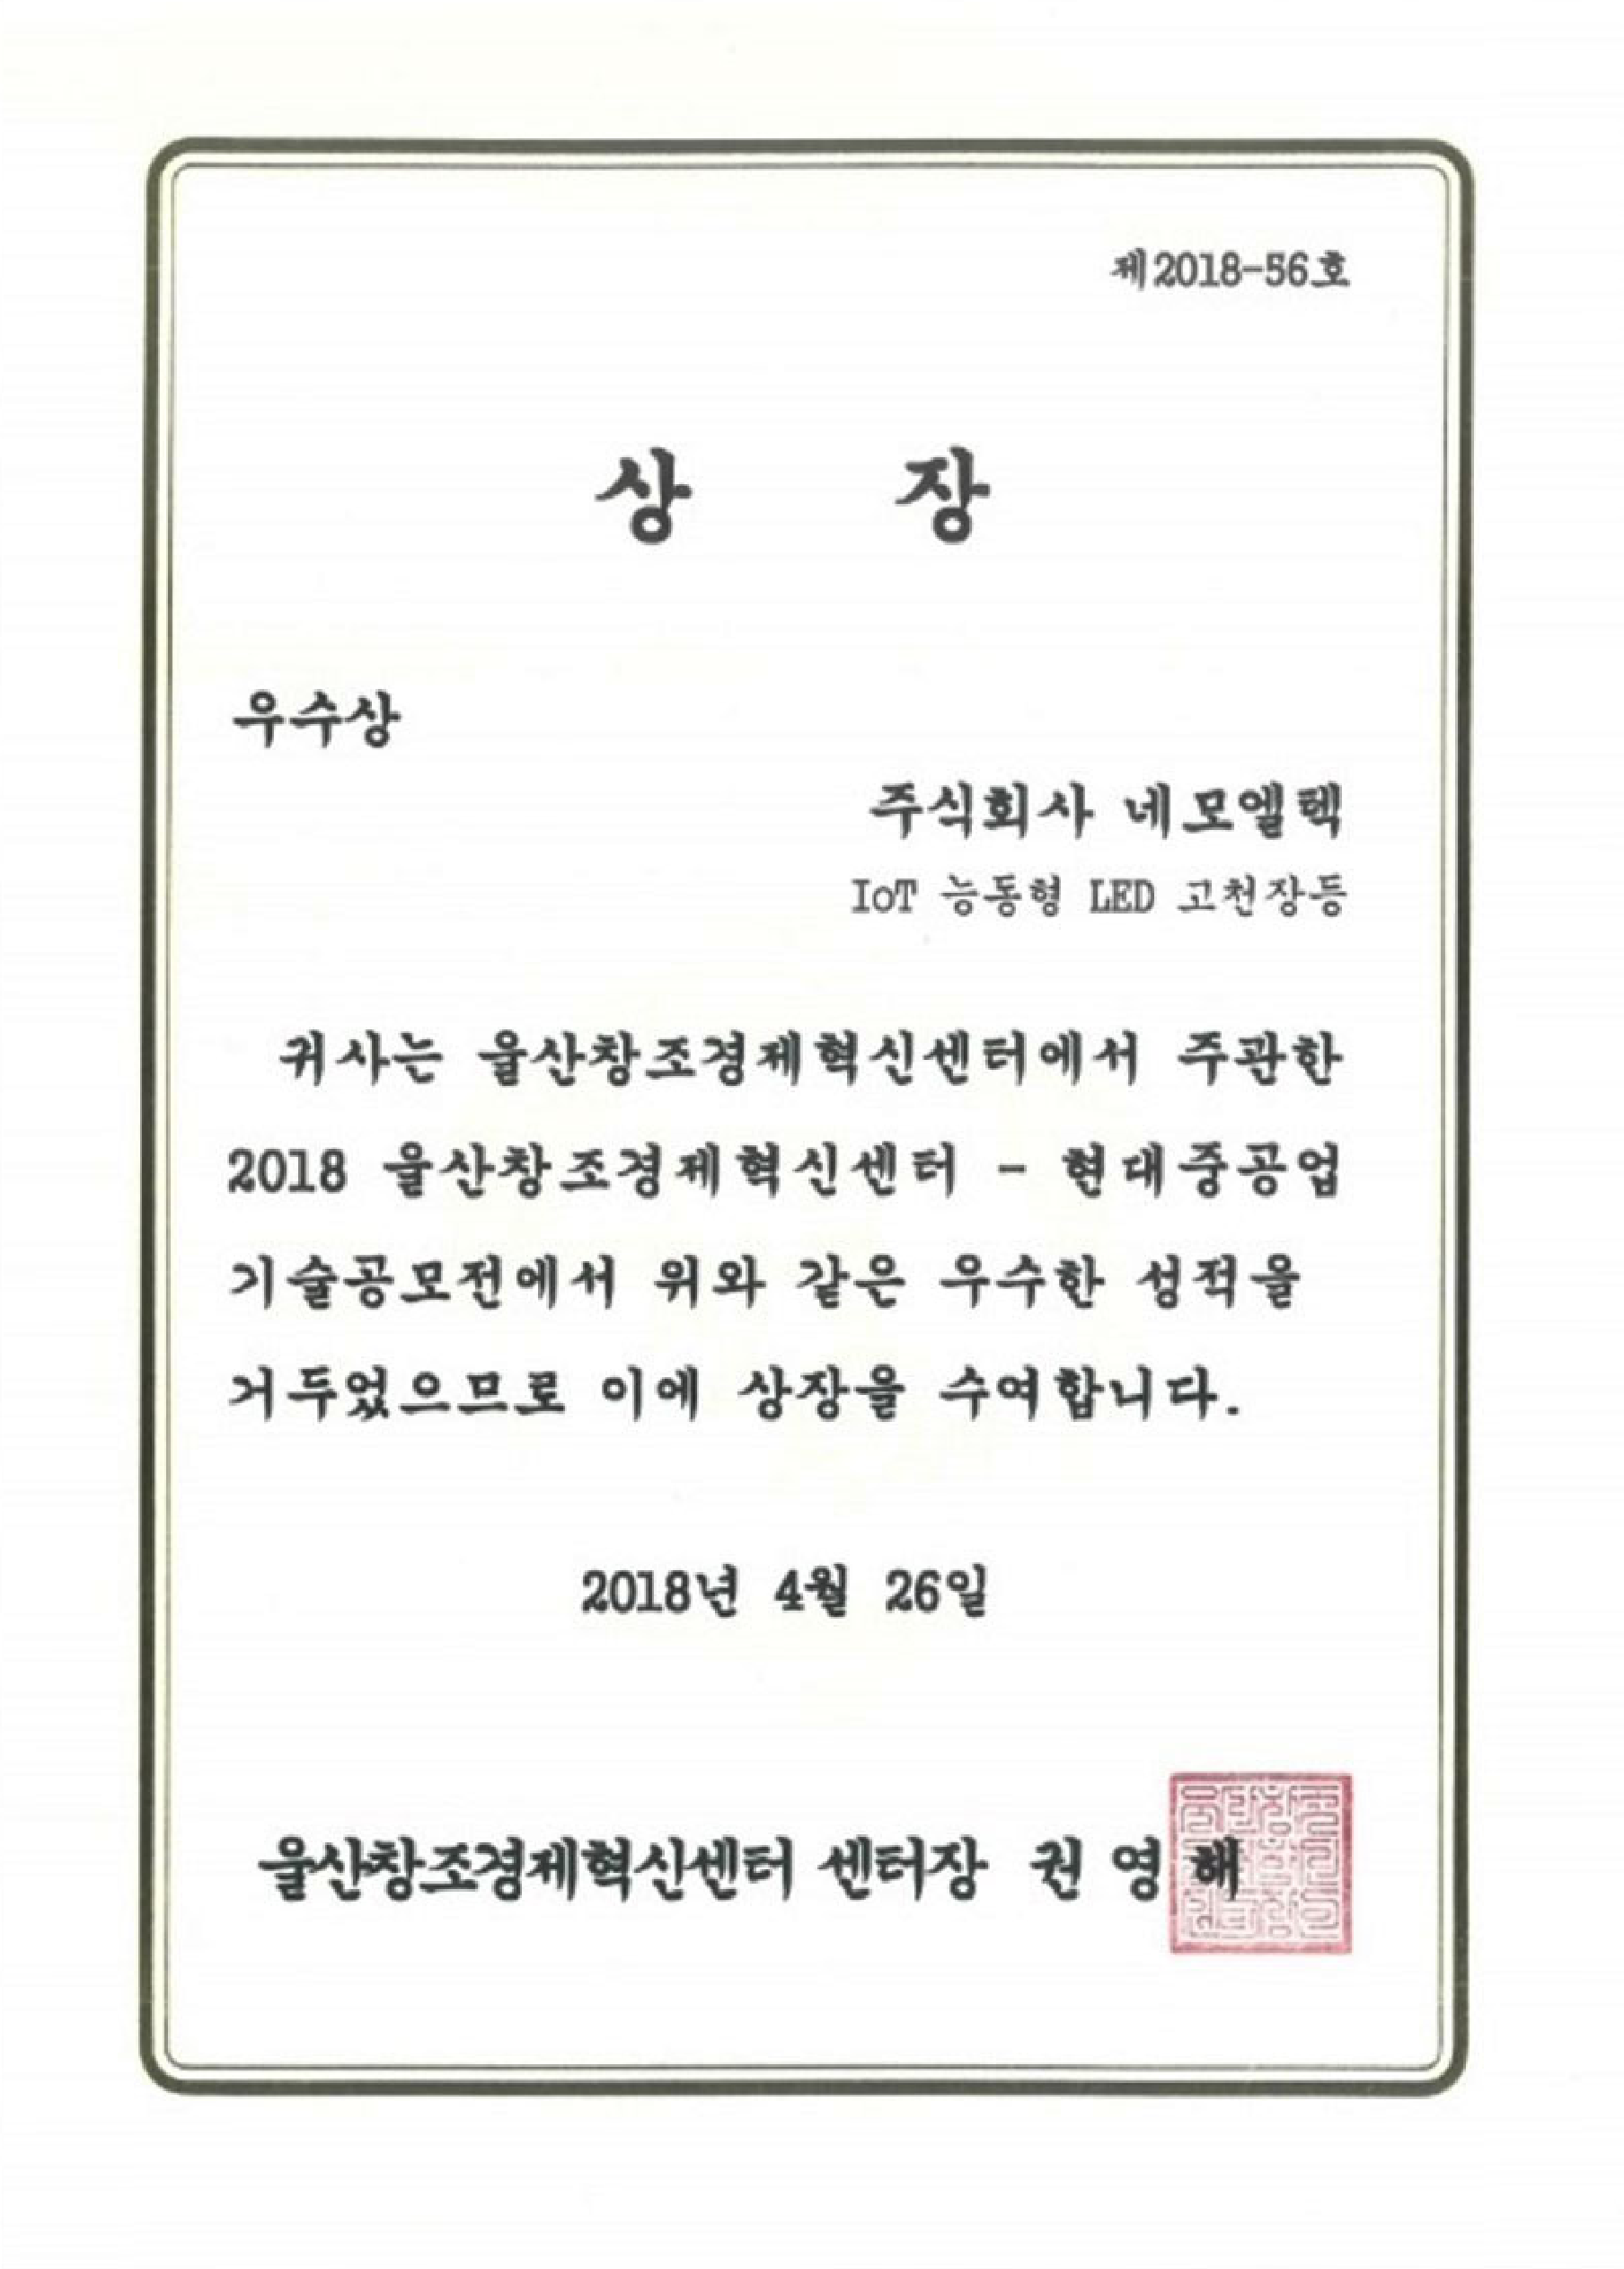 제2018-56호
상 장
우수상
주식회사 네모엘텍
IoT 능동형 LED 고천장등
귀사는 울산창조경제혁신센터에서 주관한
2018 울산창조경제혁신센터 - 현대중공업
기술공모전에서 위와 같은 우수한 성적을
거두었으므로 이에 상장을 수여합니다.
2018년 4월 26일
울산창조경제혁신센터 센터장 권 영 해